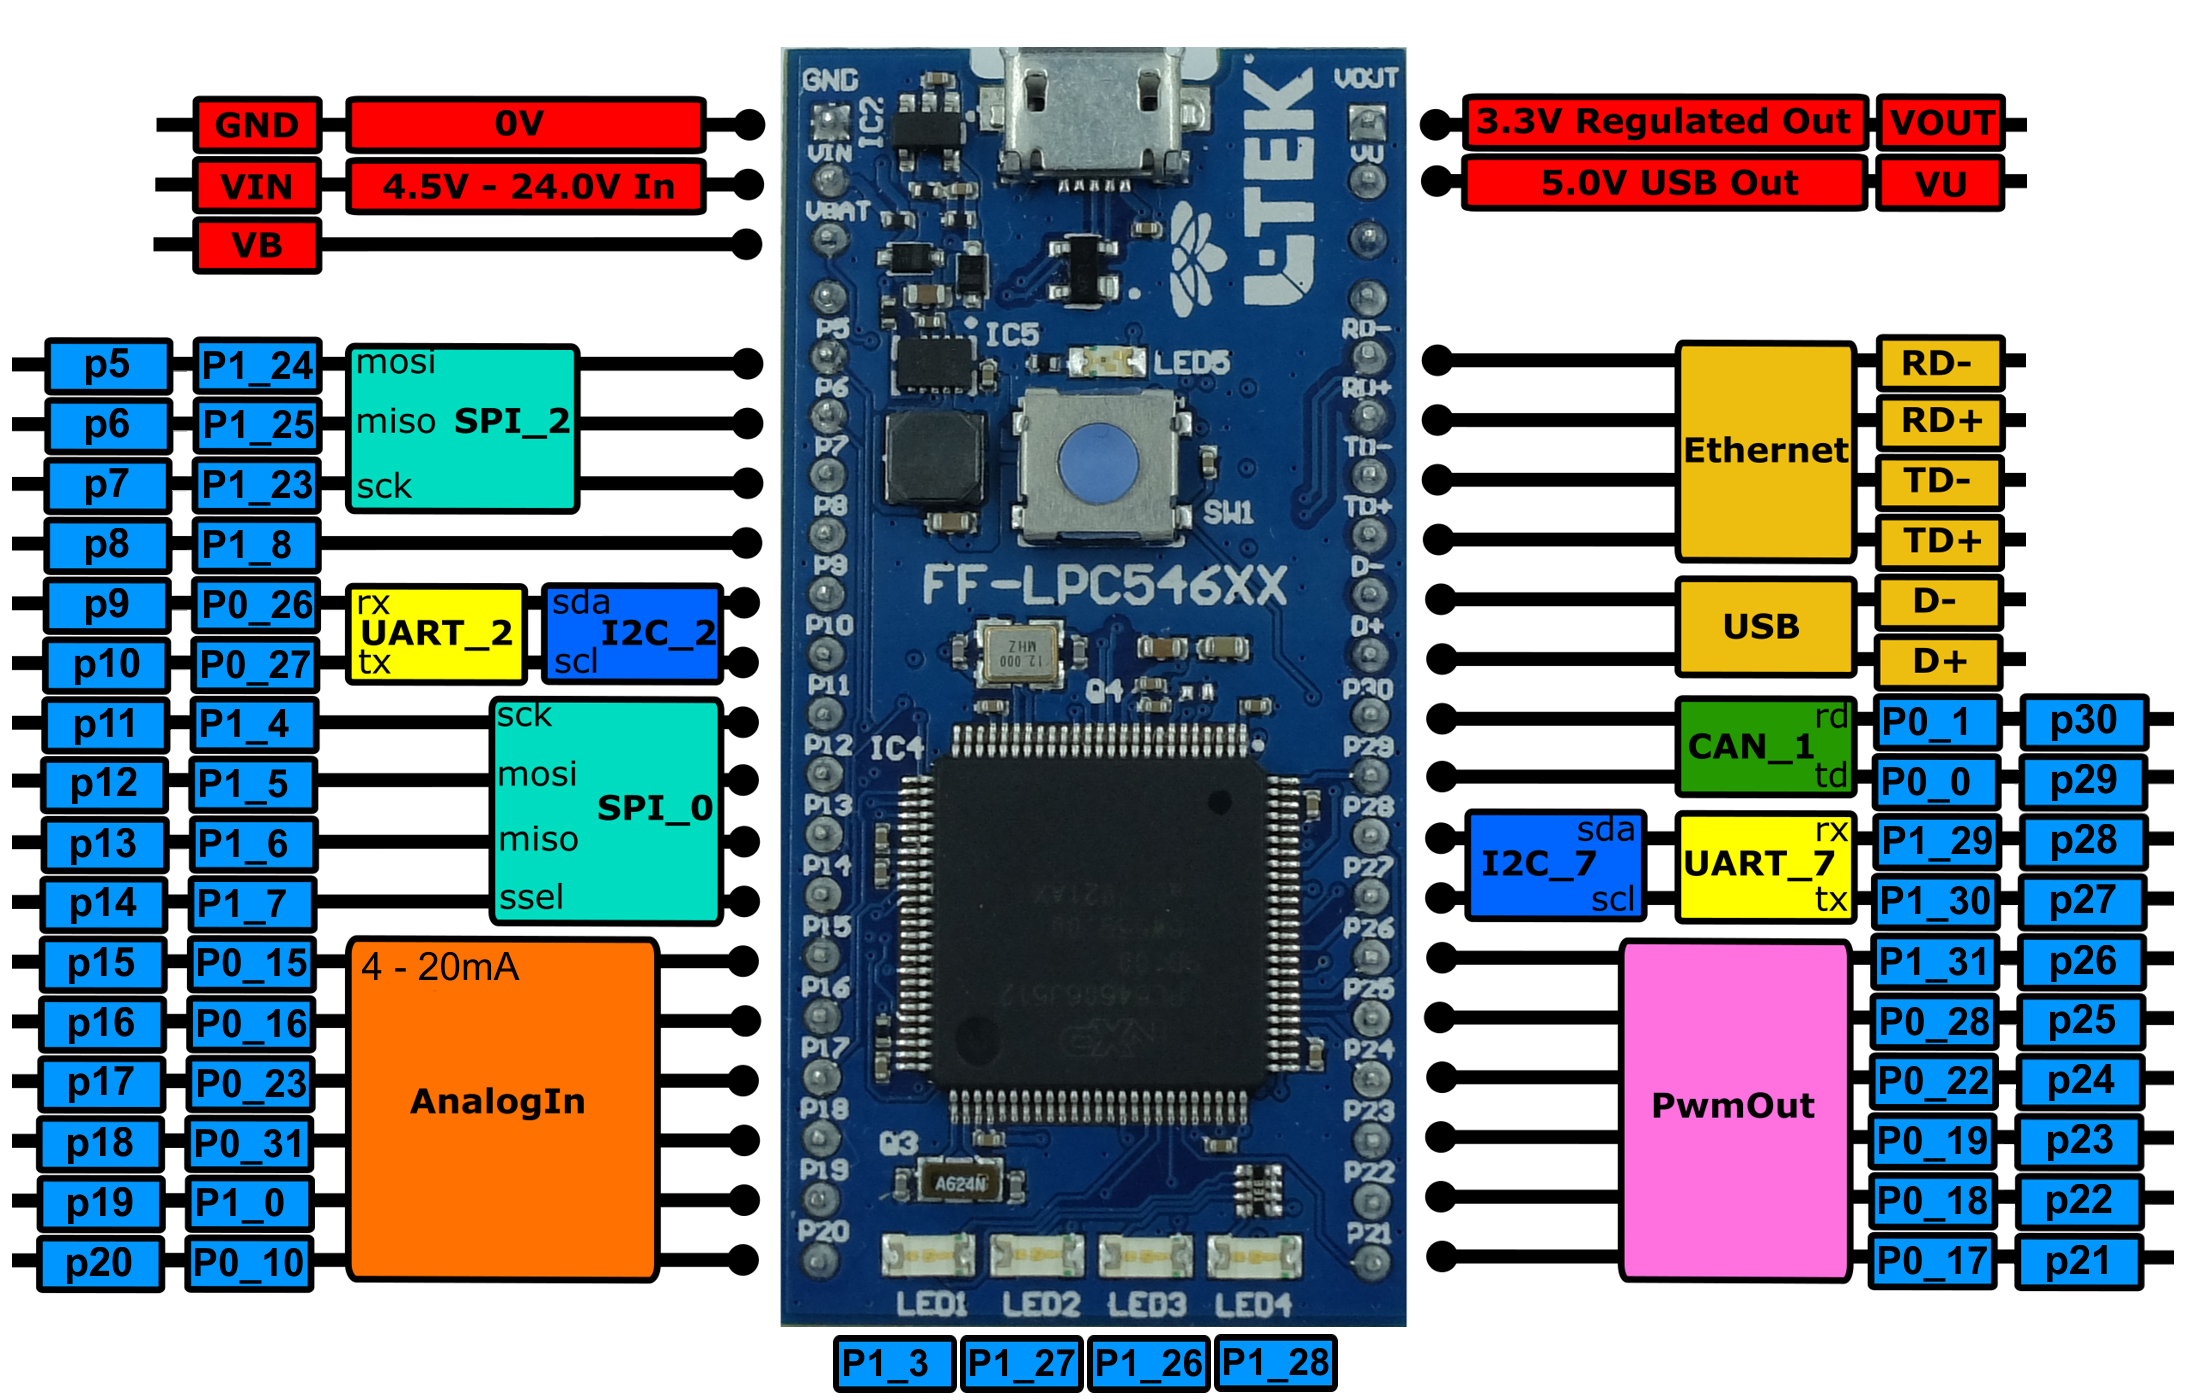 GND 0V
VIN 4.5V - 24.0V In
VB
p5 P1_24 mosi
p6 P1_25 miso SPI_2
p7 P1_23 sck
p8 P1_8
p9 P0_26 rx sda
UART_2 I2C_2
p10 P0_27 tx scl
p11 P1_4 sck
p12 P1_5 mosi
SPI_0
p13 P1_6 miso
p14 P1_7 ssel
p15 P0_15 4 - 20mA
p16 P0_16
p17 P0_23
AnalogIn
p18 P0_31
p19 P1_0
p20 P0_10
GND
IC2
VIN
VBAT
P5
P6
P7
P8
P9
P10
P11
P12
P13
P14
P15
P16
P17
P18
P19
P20
U-TEK
IC5
LED5
SW1
FF-LPC546XX
12.000
MHZ
Q4
IC4
NXP
Q3
A624N
LED1 LED2 LED3 LED4
VOUT
VU
RD-
RD+
TD-
TD+
D-
D+
P30
P29
P28
P27
P26
P25
P24
P23
P22
P21
3.3V Regulated Out VOUT
5.0V USB Out VU
RD-
RD+
Ethernet
TD-
TD+
D-
USB
D+
rd P0_1 p30
CAN_1
td P0_0 p29
sda rx P1_29 p28
I2C_7 UART_7
scl tx P1_30 p27
P1_31 p26
P0_28 p25
P0_22 p24
PwmOut
P0_19 p23
P0_18 p22
P0_17 p21
P1_3 P1_27 P1_26 P1_28